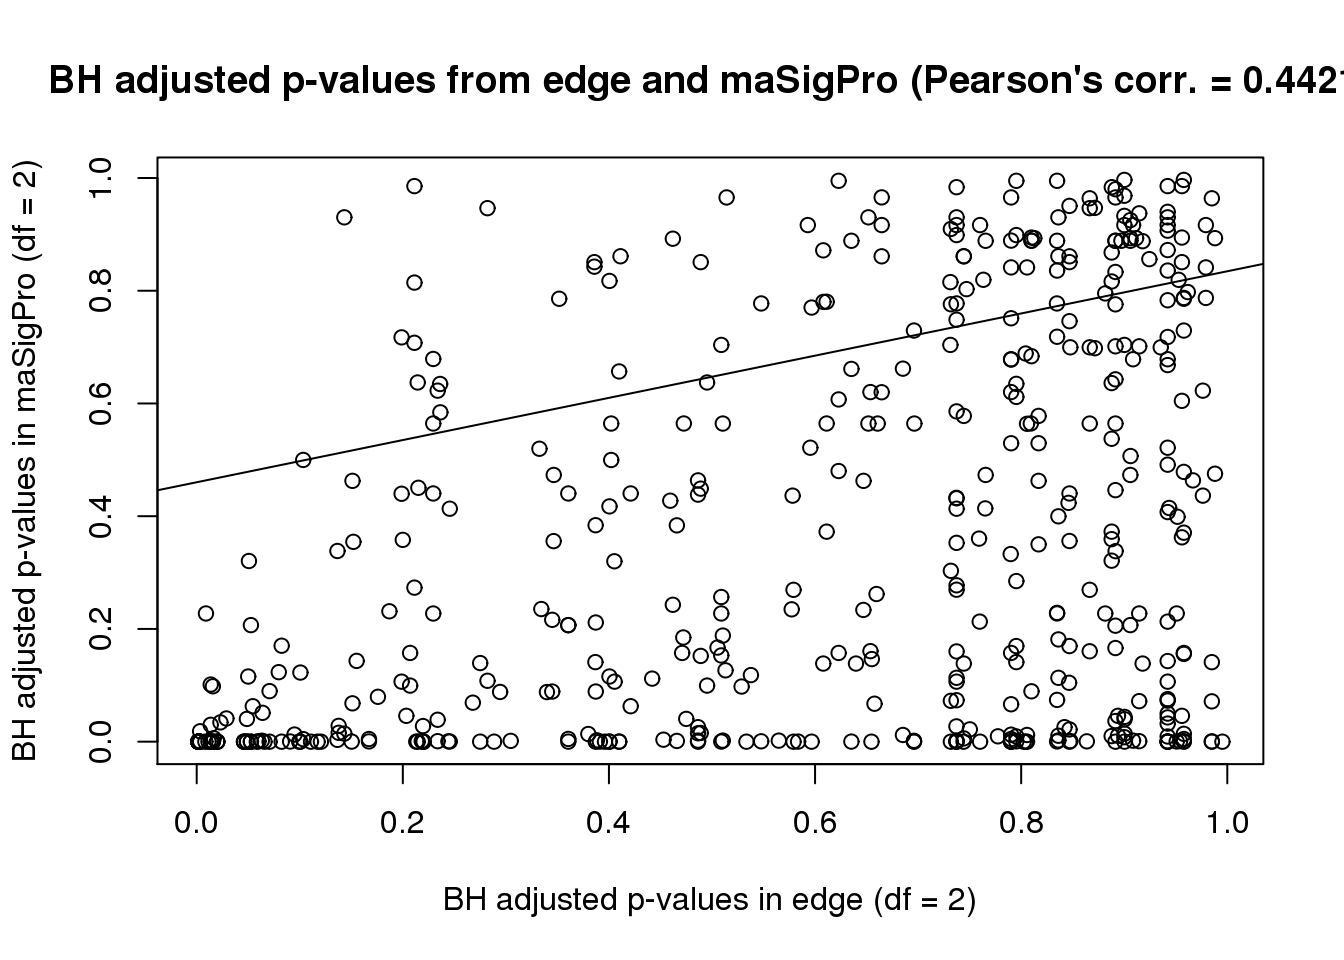 BH adjusted p-values from edge and maSigPro (Pearson's corr. = 0.442
BH adjusted p-values in maSigPro (df = 2)
1.0
0.8
0.6
0.4
0.2
0.0
0.0 0.2 0.4 0.6 0.8 1.0
BH adjusted p-values in edge (df = 2)